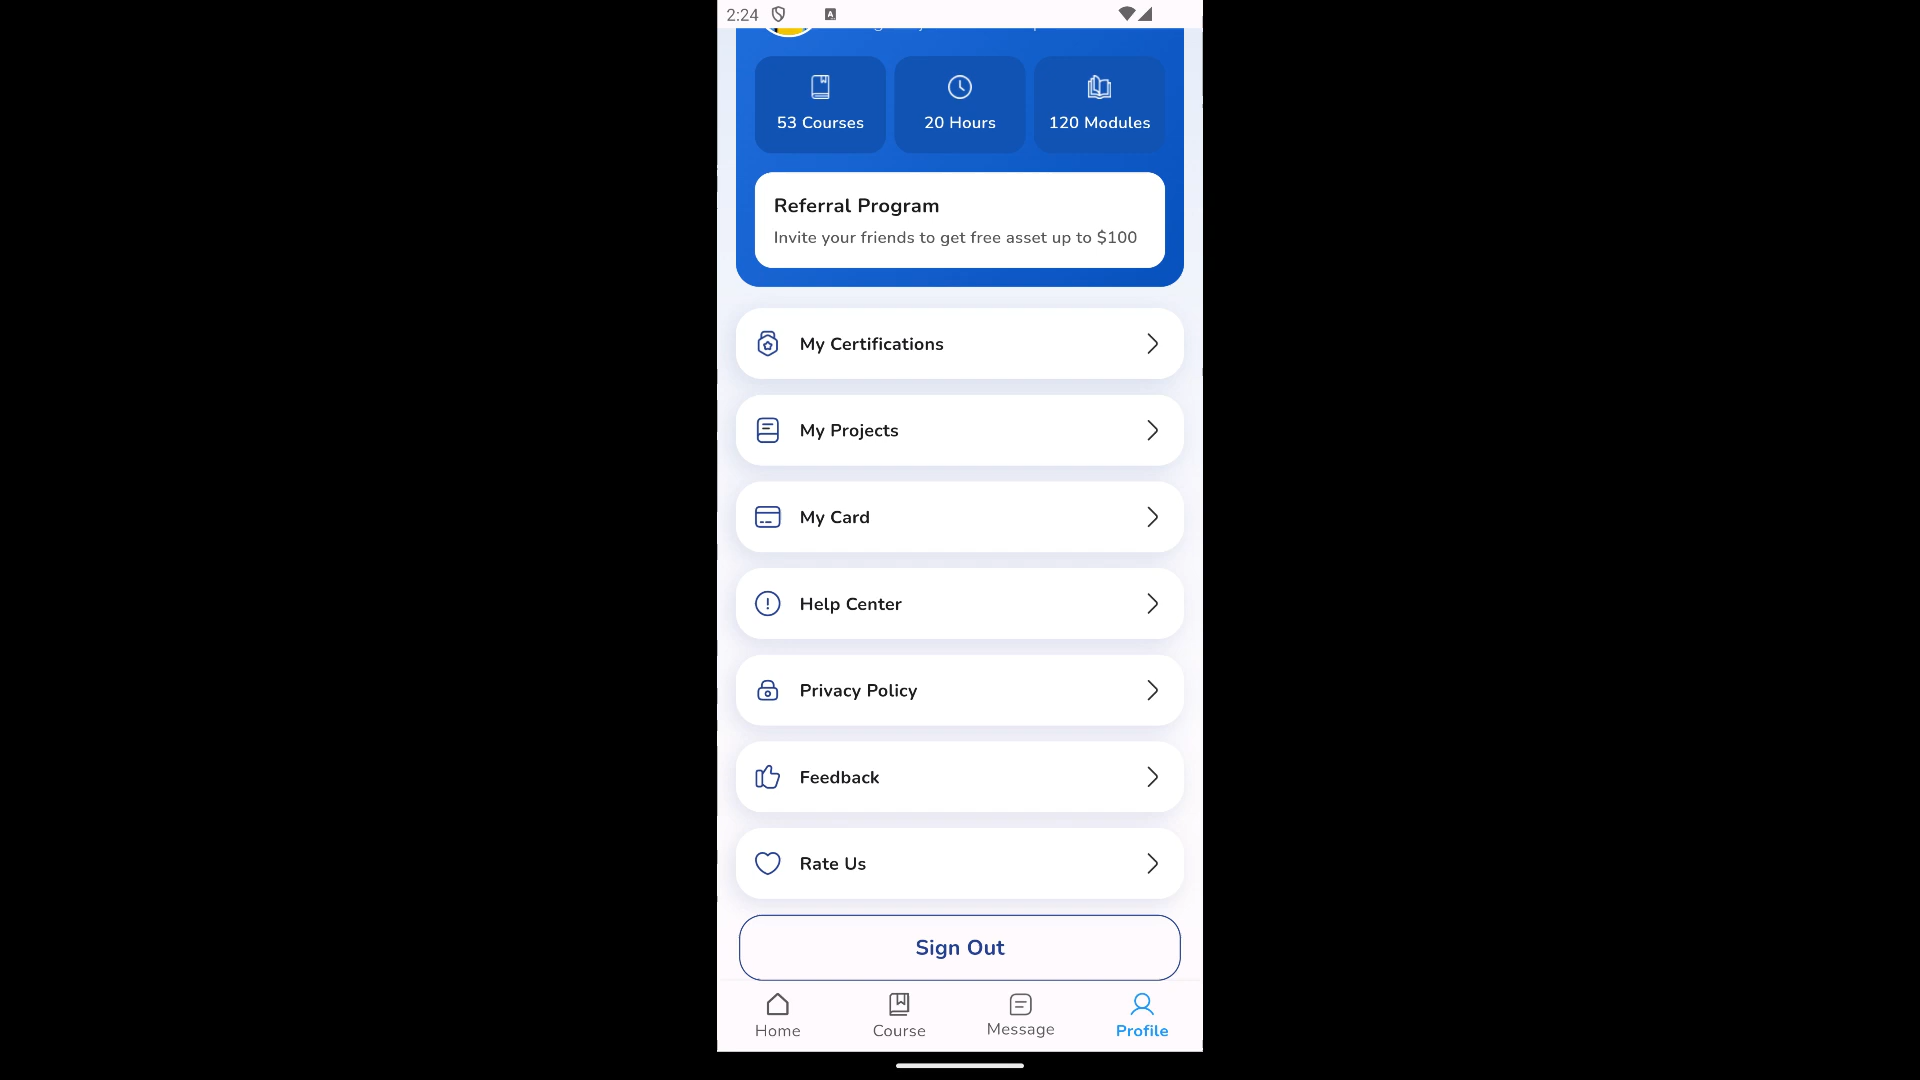 2:24
53 Courses
20 Hours
120 Modules
Referral Program
Invite your friends to get free asset up to $100
My Certifications
My Projects
My Card
Help Center
Privacy Policy
Feedback
Rate Us
Sign Out
Home
Course
Message
Profile